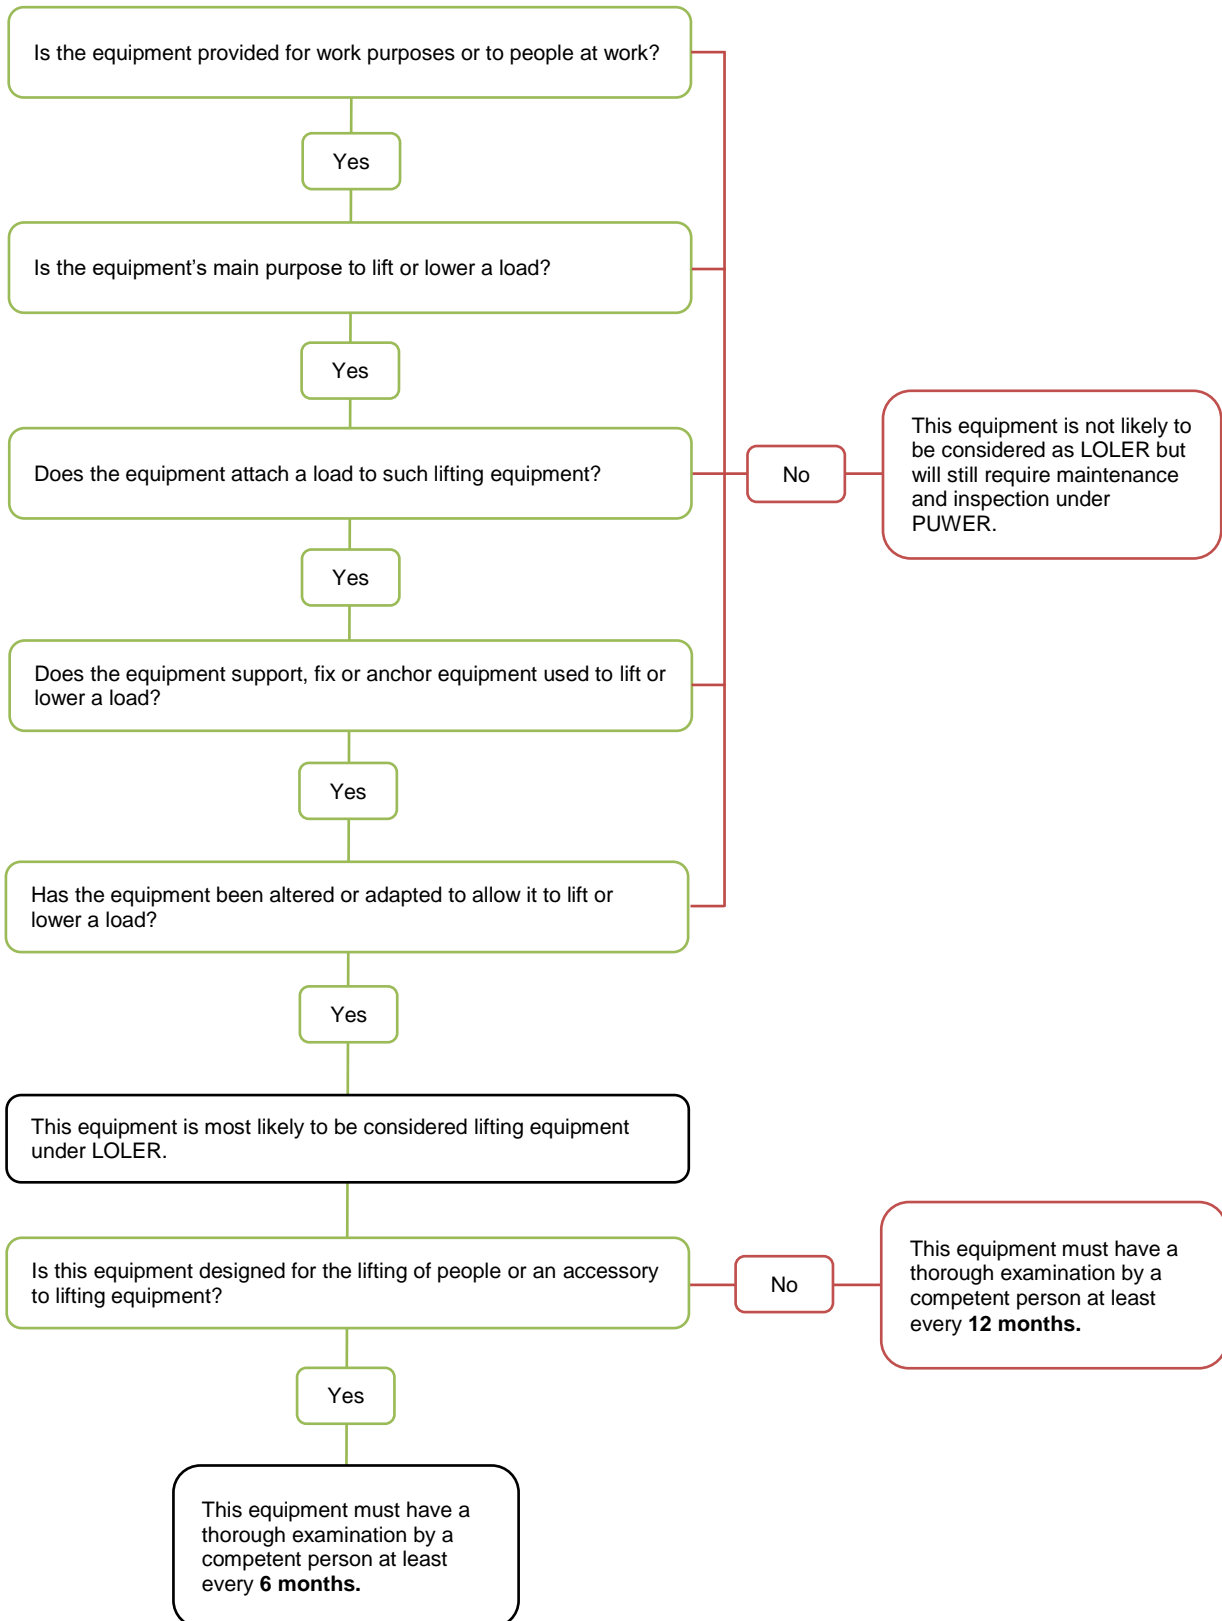 Is the equipment provided for work purposes or to people at work?
Yes
Is the equipment’s main purpose to lift or lower a load?
Yes
Does the equipment attach a load to such lifting equipment?
No
This equipment is not likely to
be considered as LOLER but
will still require maintenance
and inspection under
PUWER.
Yes
Does the equipment support, fix or anchor equipment used to lift or
lower a load?
Yes
Has the equipment been altered or adapted to allow it to lift or
lower a load?
Yes
This equipment is most likely to be considered lifting equipment
under LOLER.
Is this equipment designed for the lifting of people or an accessory
to lifting equipment?
No
This equipment must have a
thorough examination by a
competent person at least
every 12 months.
Yes
This equipment must have a
thorough examination by a
competent person at least
every 6 months.